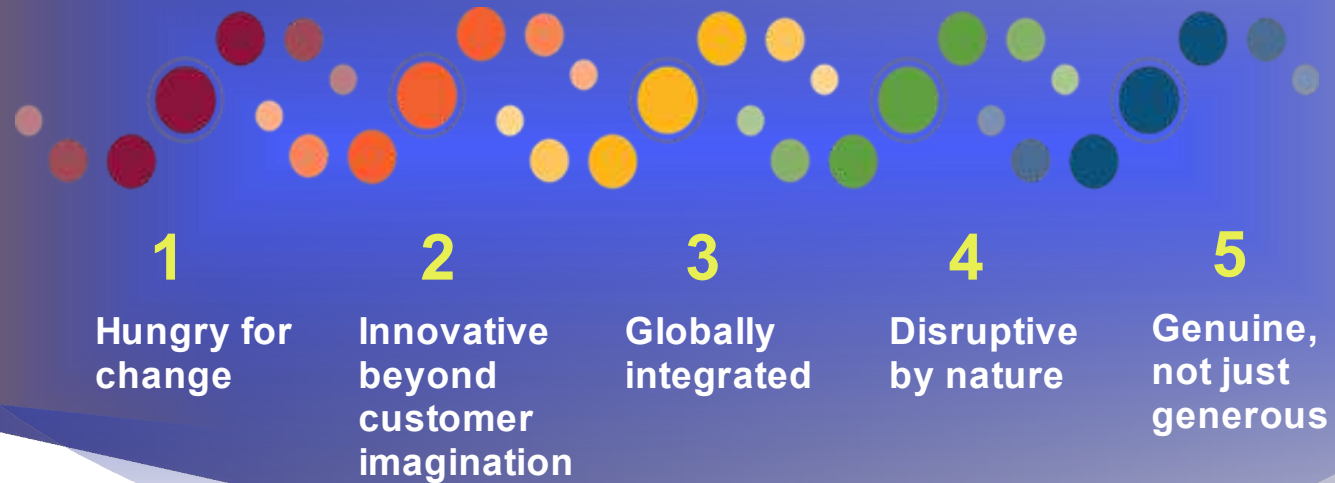 1
Hungry for
change
2
Innovative
beyond
customer
imagination
3
Globally
integrated
4
Disruptive
by nature
5
Genuine,
not just
generous